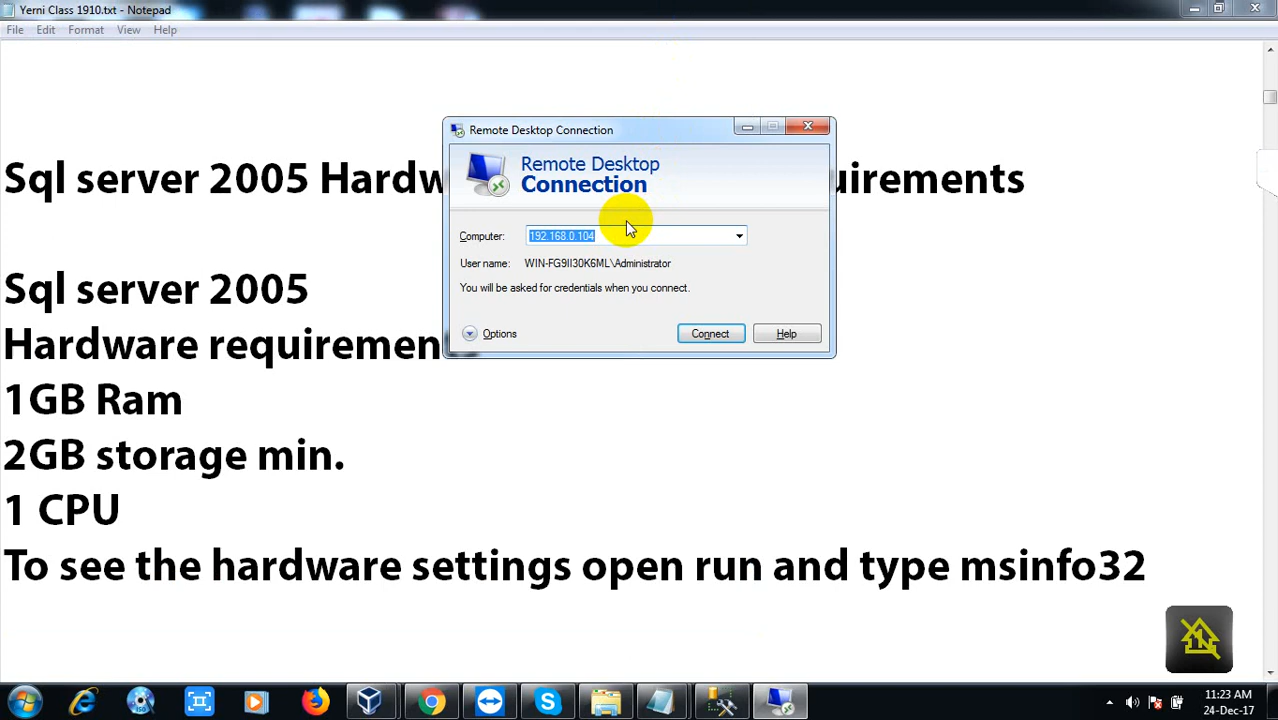 Yerni Class 1910.txt - Notepad
File Edit Format View Help
Remote Desktop Connection
Remote Desktop
Connection
Computer: 192.168.0.104
User name: WIN-FG9II30K6ML\Administrator
You will be asked for credentials when you connect.
Options Connect Help
Sql server 2005 Hardw uirements
Sql server 2005
Hardware requiremen
1GB Ram
2GB storage min.
1 CPU
To see the hardware settings open run and type msinfo32
11:23 AM
24-Dec-17